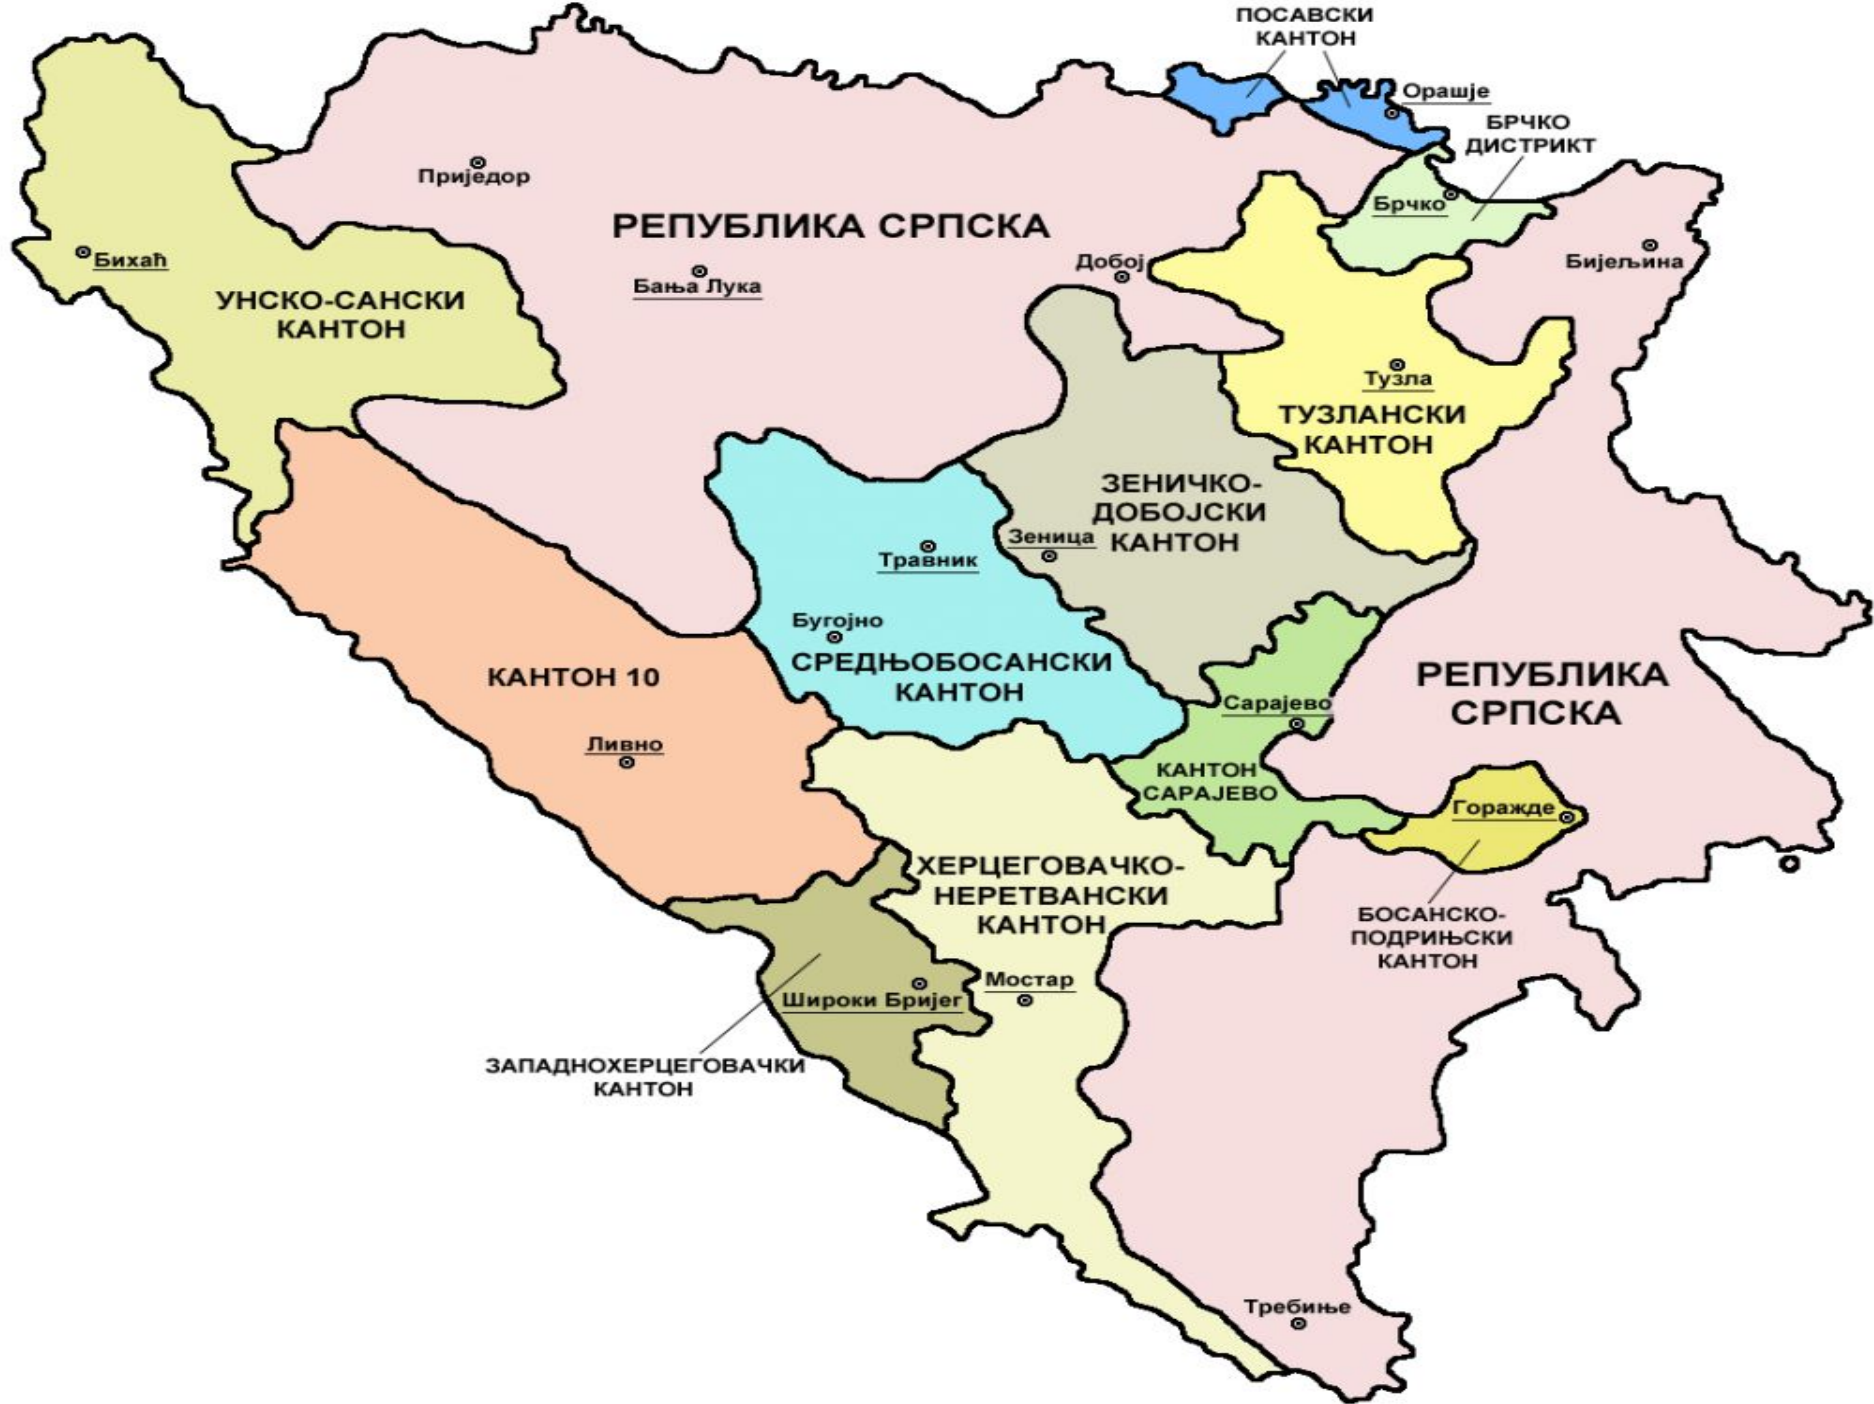 ПОСАВСКИ
КАНТОН
Орашје
БРЧКО
ДИСТРИКТ
Приједор
Брчко
РЕПУБЛИКА СРПСКА
Бихаћ
Добој
Бијељина
Бања Лука
УНСКО-САНСКИ
КАНТОН
Тузла
ТУЗЛАНСКИ
КАНТОН
ЗЕНИЧКО-
ДОБОЈСКИ
КАНТОН
Зеница
Травник
Бугојно
СРЕДЊОБОСАНСКИ
КАНТОН
КАНТОН 10
РЕПУБЛИКА
СРПСКА
Сарајево
Ливно
КАНТОН
САРАЈЕВО
Горажде
ХЕРЦЕГОВАЧКО-
НЕРЕТВАНСКИ
КАНТОН
БОСАНСКО-
ПОДРИЊСКИ
КАНТОН
Мостар
Широки Бријег
ЗАПАДНОХЕРЦЕГОВАЧКИ
КАНТОН
Требиње